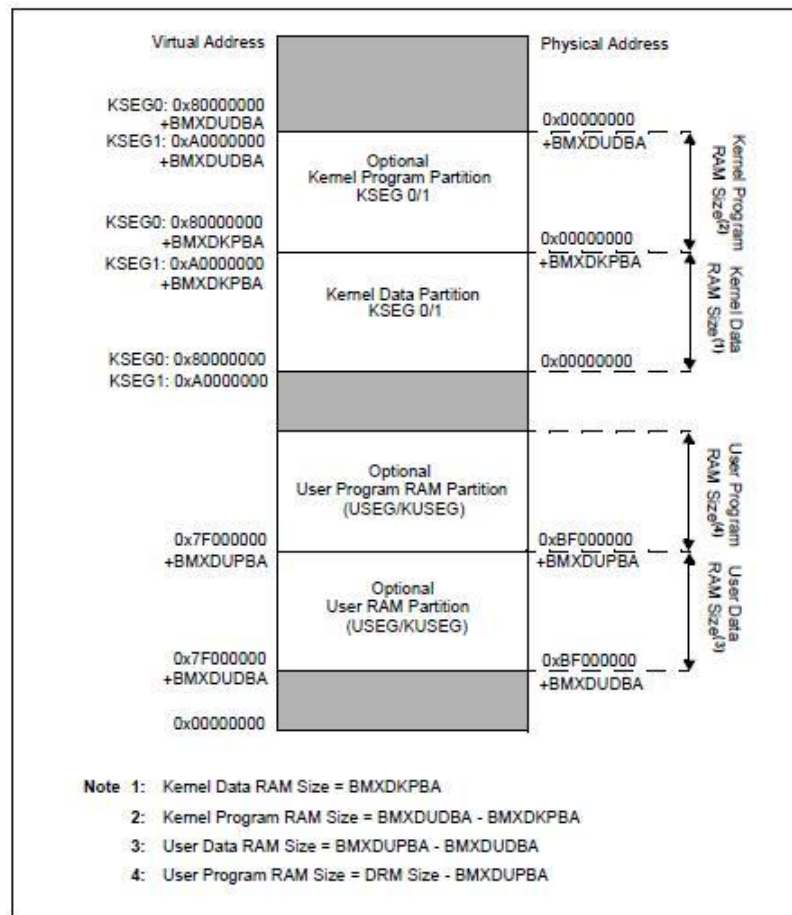 Virtual Address
Physical Address
KSEG0: 0x80000000
+BMXDUDBA
KSEG1: 0xA0000000
+BMXDUDBA
0x00000000
+BMXDUDBA
Optional
Kernel Program Partition
KSEG 0/1
Kernel Program
RAM Size(2)
KSEG0: 0x80000000
+BMXDKPBA
KSEG1: 0xA0000000
+BMXDKPBA
0x00000000
+BMXDKPBA
Kernel Data Partition
KSEG 0/1
Kernel Data
RAM Size(1)
KSEG0: 0x80000000
KSEG1: 0xA0000000
0x00000000
Optional
User Program RAM Partition
(USEG/KUSEG)
User Program
RAM Size(4)
0x7F000000
+BMXDUPBA
0xBF000000
+BMXDUPBA
Optional
User RAM Partition
(USEG/KUSEG)
User Data
RAM Size(3)
0x7F000000
+BMXDUDBA
0xBF000000
+BMXDUDBA
0x00000000
Note 1: Kernel Data RAM Size = BMXDKPBA
2: Kernel Program RAM Size = BMXDUDBA - BMXDKPBA
3: User Data RAM Size = BMXDUPBA - BMXDUDBA
4: User Program RAM Size = DRM Size - BMXDUPBA